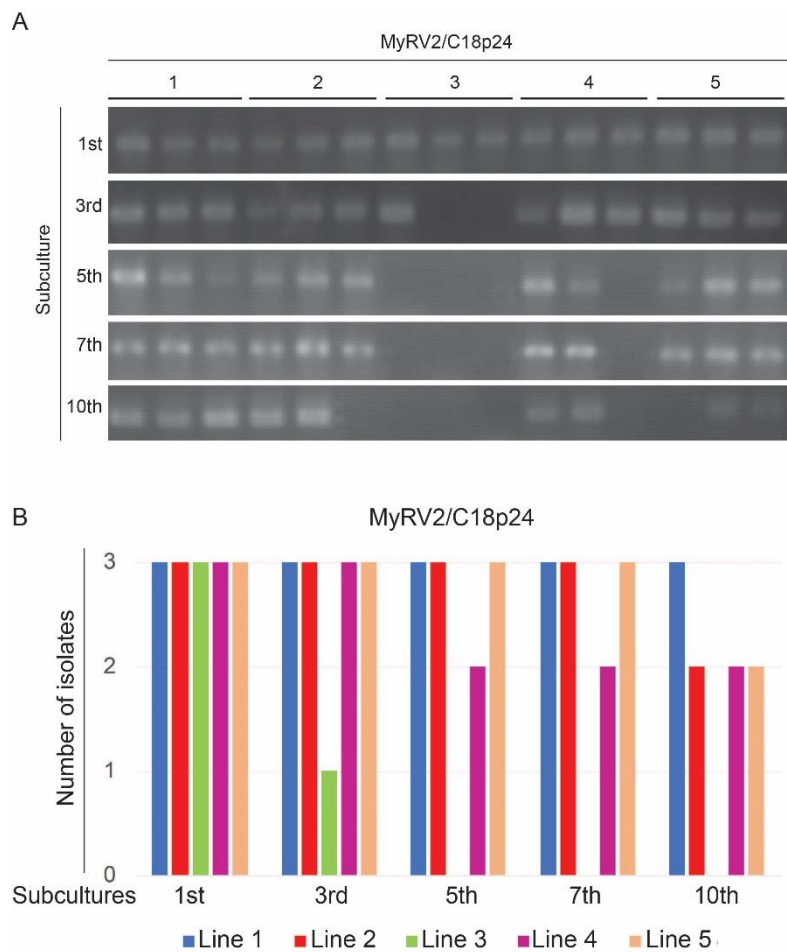 A
MyRV2/C18p24
1 2 3 4 5
Subculture
1st
3rd
5th
7th
10th
B
MyRV2/C18p24
Number of isolates
3
2
1
0
Subcultures 1st 3rd 5th 7th 10th
Line 1 Line 2 Line 3 Line 4 Line 5